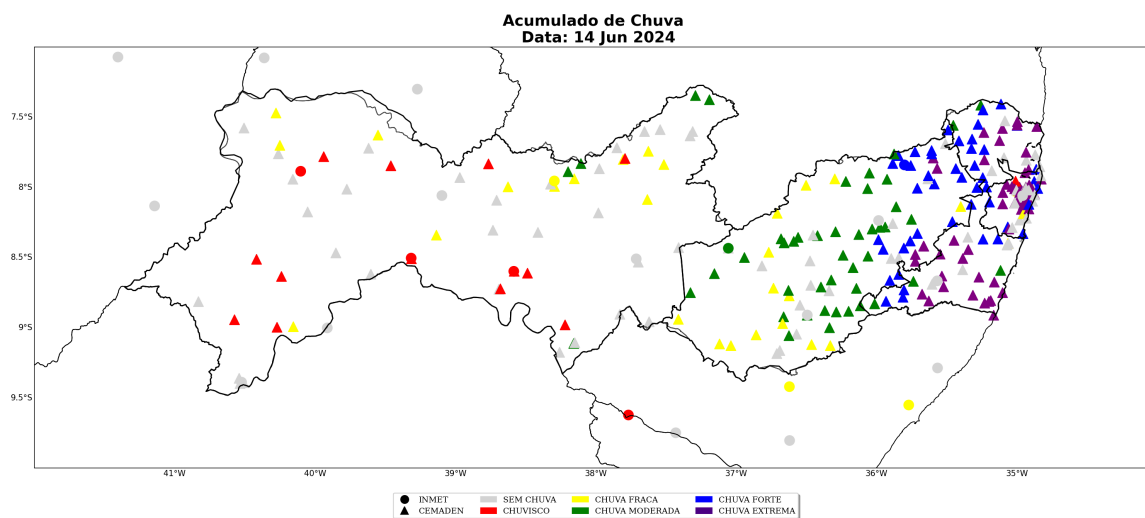 Acumulado de Chuva
Data: 14 Jun 2024
7.5°S
8°S
8.5°S
9°S
9.5°S
41°W 40°W 39°W 38°W 37°W 36°W 35°W
INMET SEM CHUVA CHUVA FRACA CHUVA FORTE
CEMADEN CHUVISCO CHUVA MODERADA CHUVA EXTREMA